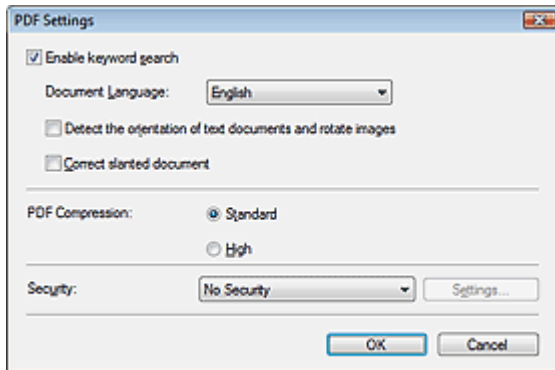 PDF Settings
Enable keyword search
Document Language: English
Detect the orientation of text documents and rotate images
Correct slanted document
PDF Compression: Standard
High
Security: No Security Settings...
OK Cancel